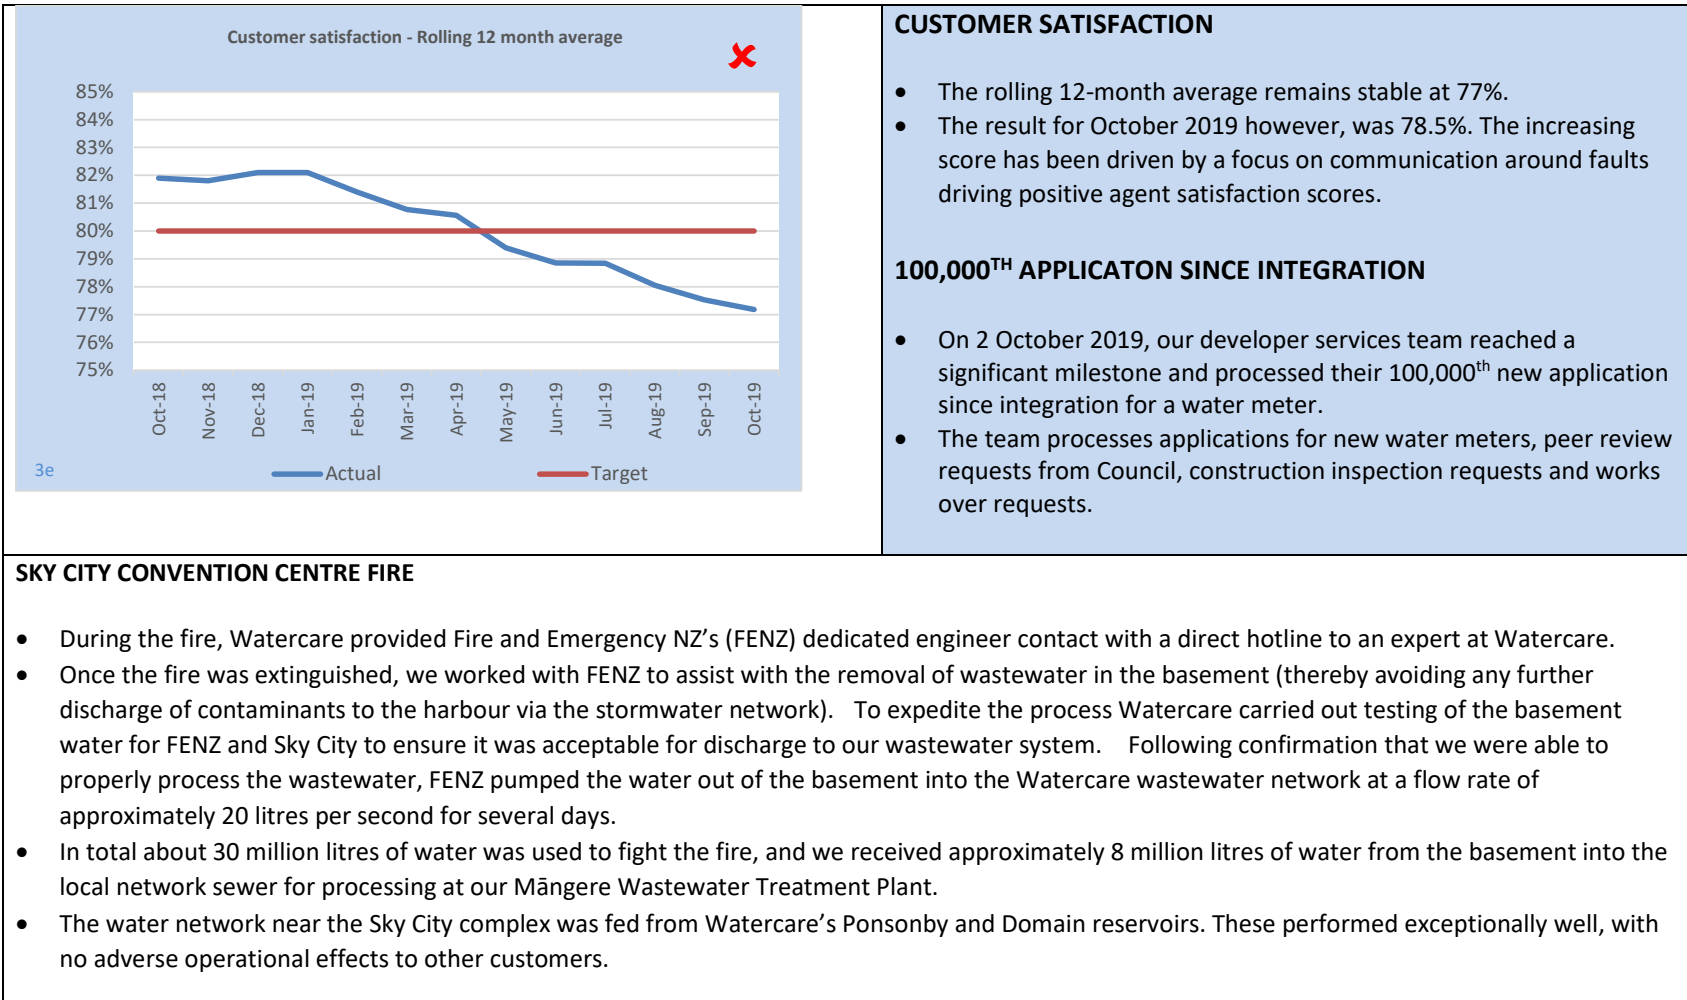 Customer satisfaction - Rolling 12 month average
85%
84%
83%
82%
81%
80%
79%
78%
77%
76%
75%
Oct-18
Nov-18
Dec-18
Jan-19
Feb-19
Mar-19
Apr-19
May-19
Jun-19
Jul-19
Aug-19
Sep-19
Oct-19
3e
Actual
Target
CUSTOMER SATISFACTION
• The rolling 12-month average remains stable at 77%.
• The result for October 2019 however, was 78.5%. The increasing
score has been driven by a focus on communication around faults
driving positive agent satisfaction scores.
100,000TH APPLICATON SINCE INTEGRATION
• On 2 October 2019, our developer services team reached a
significant milestone and processed their 100,000th new application
since integration for a water meter.
• The team processes applications for new water meters, peer review
requests from Council, construction inspection requests and works
over requests.
SKY CITY CONVENTION CENTRE FIRE
• During the fire, Watercare provided Fire and Emergency NZ's (FENZ) dedicated engineer contact with a direct hotline to an expert at Watercare.
• Once the fire was extinguished, we worked with FENZ to assist with the removal of wastewater in the basement (thereby avoiding any further
discharge of contaminants to the harbour via the stormwater network). To expedite the process Watercare carried out testing of the basement
water for FENZ and Sky City to ensure it was acceptable for discharge to our wastewater system. Following confirmation that we were able to
properly process the wastewater, FENZ pumped the water out of the basement into the Watercare wastewater network at a flow rate of
approximately 20 litres per second for several days.
• In total about 30 million litres of water was used to fight the fire, and we received approximately 8 million litres of water from the basement into the
local network sewer for processing at our Māngere Wastewater Treatment Plant.
• The water network near the Sky City complex was fed from Watercare's Ponsonby and Domain reservoirs. These performed exceptionally well, with
no adverse operational effects to other customers.